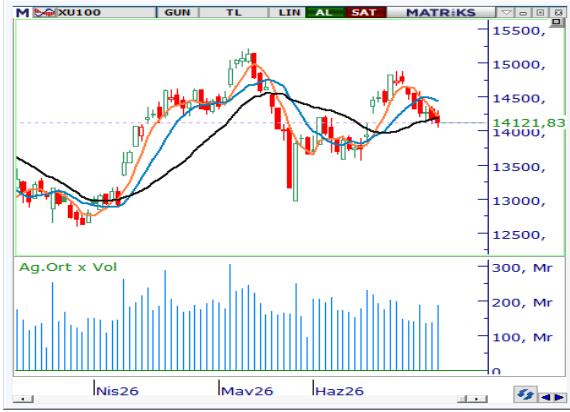 M XU100 GUN TL LIN AL SAT MATRiKS
15500,
15000,
14500,
14121,83
14000,
13500,
13000,
12500,
Ag.Ort x Vol
300, Mr
200, Mr
100, Mr
0
Nis26 May26 Haz26